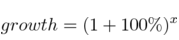 growth = (1 + 100%)^x